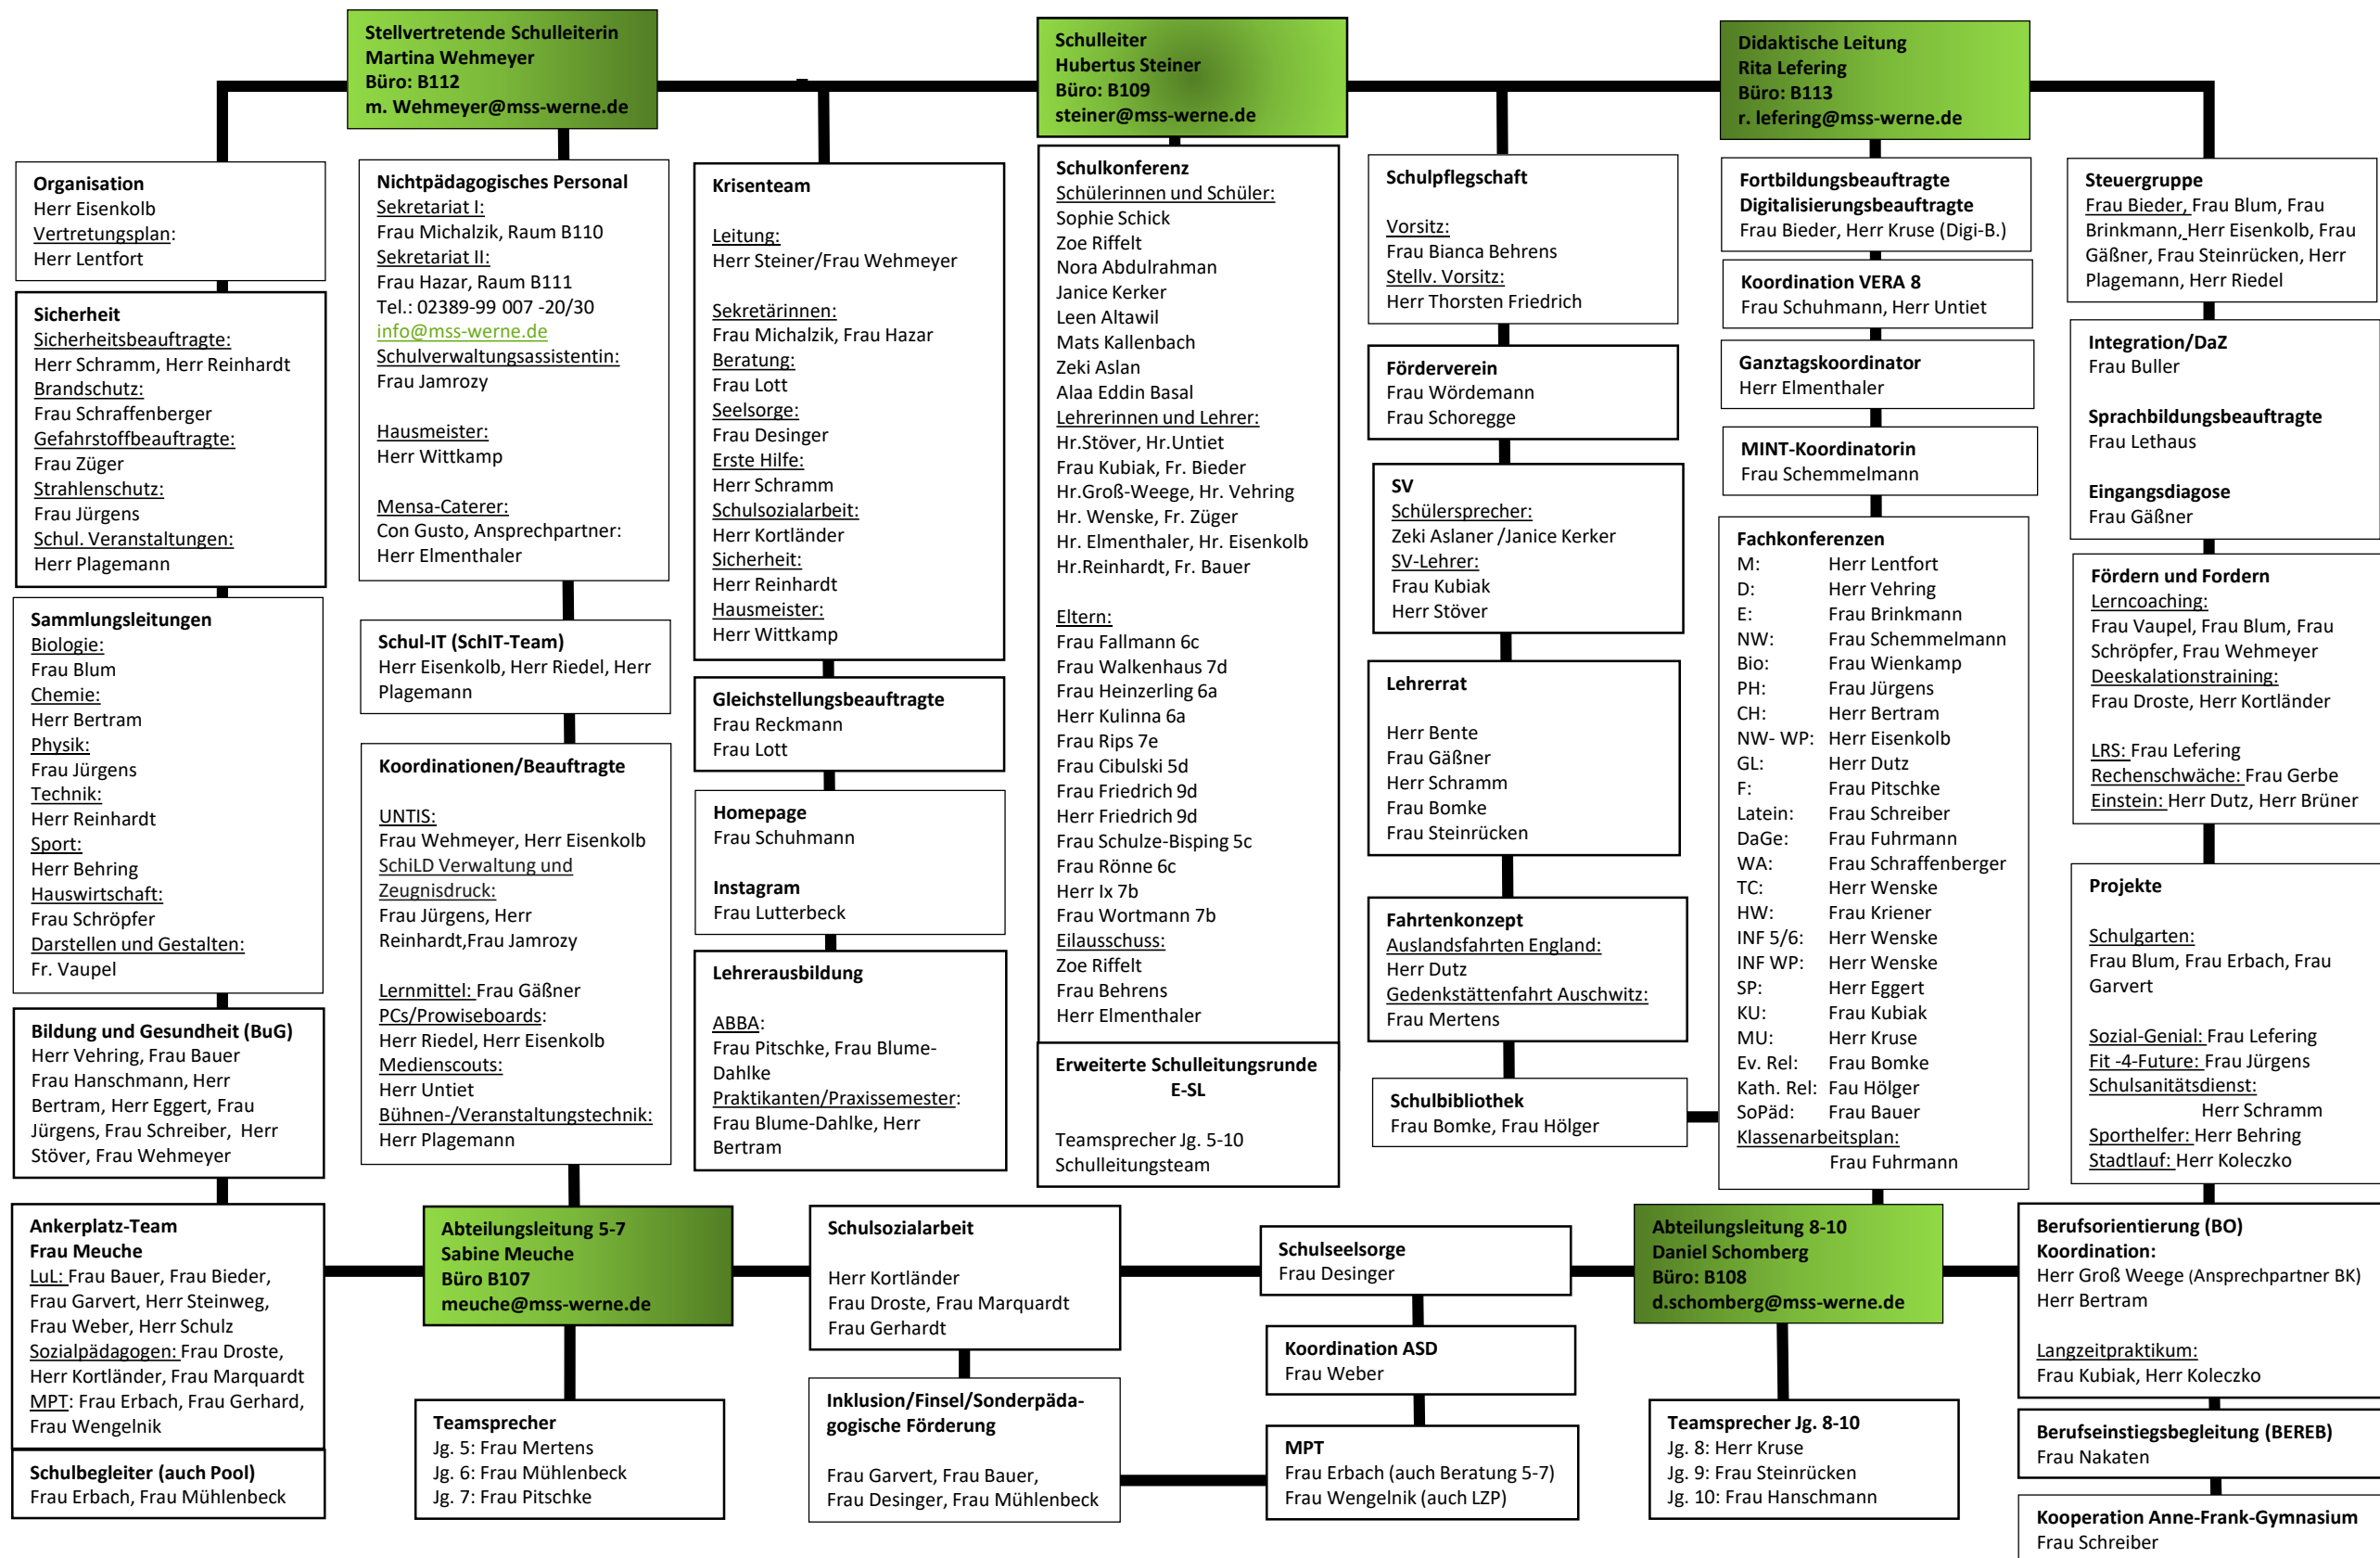 Stellvertretende Schulleiterin
Martina Wehmeyer
Büro: B112
m. Wehmeyer@mss-werne.de
Schulleiter
Hubertus Steiner
Büro: B109
steiner@mss-werne.de
Didaktische Leitung
Rita Lefering
Büro: B113
r. lefering@mss-werne.de
Organisation
Herr Eisenkolb
Vertretungsplan:
Herr Lentfort
Sicherheit
Sicherheitsbeauftragte:
Herr Schramm, Herr Reinhardt
Brandschutz:
Frau Schraffenberger
Gefahrstoffbeauftragte:
Frau Züger
Strahlenschutz:
Frau Jürgens
Schul. Veranstaltungen:
Herr Plagemann
Sammlungsleitungen
Biologie:
Frau Blum
Chemie:
Herr Bertram
Physik:
Frau Jürgens
Technik:
Herr Reinhardt
Sport:
Herr Behring
Hauswirtschaft:
Frau Schröpfer
Darstellen und Gestalten:
Fr. Vaupel
Bildung und Gesundheit (BuG)
Herr Vehring, Frau Bauer
Frau Hanschmann, Herr
Bertram, Herr Eggert, Frau
Jürgens, Frau Schreiber, Herr
Stöver, Frau Wehmeyer
Ankerplatz-Team
Frau Meuche
LuL: Frau Bauer, Frau Bieder,
Frau Garvert, Herr Steinweg,
Frau Weber, Herr Schulz
Sozialpädagogen: Frau Droste,
Herr Kortländer, Frau Marquardt
MPT: Frau Erbach, Frau Gerhard,
Frau Wengelnik
Schulbegleiter (auch Pool)
Frau Erbach, Frau Mühlenbeck
Nichtpädagogisches Personal
Sekretariat I:
Frau Michalzik, Raum B110
Sekretariat II:
Frau Hazar, Raum B111
Tel.: 02389-99 007 -20/30
info@mss-werne.de
Schulverwaltungsassistentin:
Frau Jamrozy
Hausmeister:
Herr Wittkamp
Mensa-Caterer:
Con Gusto, Ansprechpartner:
Herr Elmenthaler
Schul-IT (SchIT-Team)
Herr Eisenkolb, Herr Riedel, Herr
Plagemann
Koordinationen/Beauftragte
UNTIS:
Frau Wehmeyer, Herr Eisenkolb
SchiLD Verwaltung und
Zeugnisdruck:
Frau Jürgens, Herr
Reinhardt,Frau Jamrozy
Lernmittel: Frau Gäßner
PCs/Prowiseboards:
Herr Riedel, Herr Eisenkolb
Medienscouts:
Herr Untiet
Bühnen-/Veranstaltungstechnik:
Herr Plagemann
Abteilungsleitung 5-7
Sabine Meuche
Büro B107
meuche@mss-werne.de
Teamsprecher
Jg. 5: Frau Mertens
Jg. 6: Frau Mühlenbeck
Jg. 7: Frau Pitschke
Krisenteam
Leitung:
Herr Steiner/Frau Wehmeyer
Sekretärinnen:
Frau Michalzik, Frau Hazar
Beratung:
Frau Lott
Seelsorge:
Frau Desinger
Erste Hilfe:
Herr Schramm
Schulsozialarbeit:
Herr Kortländer
Sicherheit:
Herr Reinhardt
Hausmeister:
Herr Wittkamp
Gleichstellungsbeauftragte
Frau Reckmann
Frau Lott
Homepage
Frau Schuhmann
Instagram
Frau Lutterbeck
Lehrerausbildung
ABBA:
Frau Pitschke, Frau Blume-
Dahlke
Praktikanten/Praxissemester:
Frau Blume-Dahlke, Herr
Bertram
Schulsozialarbeit
Herr Kortländer
Frau Droste, Frau Marquardt
Frau Gerhardt
Inklusion/Finsel/Sonderpäda-
gogische Förderung
Frau Garvert, Frau Bauer,
Frau Desinger, Frau Mühlenbeck
Schulkonferenz
Schülerinnen und Schüler:
Sophie Schick
Zoe Riffelt
Nora Abdulrahman
Janice Kerker
Leen Altawil
Mats Kallenbach
Zeki Aslan
Alaa Eddin Basal
Lehrerinnen und Lehrer:
Hr.Stöver, Hr.Untiet
Frau Kubiak, Fr. Bieder
Hr.Groß-Weege, Hr. Vehring
Hr. Wenske, Fr. Züger
Hr. Elmenthaler, Hr. Eisenkolb
Hr.Reinhardt, Fr. Bauer
Eltern:
Frau Fallmann 6c
Frau Walkenhaus 7d
Frau Heinzerling 6a
Herr Kulinna 6a
Frau Rips 7e
Frau Cibulski 5d
Frau Friedrich 9d
Herr Friedrich 9d
Frau Schulze-Bisping 5c
Frau Rönne 6c
Herr Ix 7b
Frau Wortmann 7b
Eilausschuss:
Zoe Riffelt
Frau Behrens
Herr Elmenthaler
Erweiterte Schulleitungsrunde
E-SL
Teamsprecher Jg. 5-10
Schulleitungsteam
Schulseelsorge
Frau Desinger
Koordination ASD
Frau Weber
MPT
Frau Erbach (auch Beratung 5-7)
Frau Wengelnik (auch LZP)
Schulpflegschaft
Vorsitz:
Frau Bianca Behrens
Stellv. Vorsitz:
Herr Thorsten Friedrich
Förderverein
Frau Wördemann
Frau Schoregge
SV
Schülersprecher:
Zeki Aslaner /Janice Kerker
SV-Lehrer:
Frau Kubiak
Herr Stöver
Lehrerrat
Herr Bente
Frau Gäßner
Herr Schramm
Frau Bomke
Frau Steinrücken
Fahrtenkonzept
Auslandsfahrten England:
Herr Dutz
Gedenkstättenfahrt Auschwitz:
Frau Mertens
Schulbibliothek
Frau Bomke, Frau Hölger
Fortbildungsbeauftragte
Digitalisierungsbeauftragte
Frau Bieder, Herr Kruse (Digi-B.)
Koordination VERA 8
Frau Schuhmann, Herr Untiet
Ganztagskoordinator
Herr Elmenthaler
MINT-Koordinatorin
Frau Schemmelmann
Fachkonferenzen
M: Herr Lentfort
D: Herr Vehring
E: Frau Brinkmann
NW: Frau Schemmelmann
Bio: Frau Wienkamp
PH: Frau Jürgens
CH: Herr Bertram
NW- WP: Herr Eisenkolb
GL: Herr Dutz
F: Frau Pitschke
Latein: Frau Schreiber
DaGe: Frau Fuhrmann
WA: Frau Schraffenberger
TC: Herr Wenske
HW: Frau Kriener
INF 5/6: Herr Wenske
INF WP: Herr Wenske
SP: Herr Eggert
KU: Frau Kubiak
MU: Herr Kruse
Ev. Rel: Frau Bomke
Kath. Rel: Fau Hölger
SoPäd: Frau Bauer
Klassenarbeitsplan:
Frau Fuhrmann
Abteilungsleitung 8-10
Daniel Schomberg
Büro: B108
d.schomberg@mss-werne.de
Teamsprecher Jg. 8-10
Jg. 8: Herr Kruse
Jg. 9: Frau Steinrücken
Jg. 10: Frau Hanschmann
Steuergruppe
Frau Bieder, Frau Blum, Frau
Brinkmann, Herr Eisenkolb, Frau
Gäßner, Frau Steinrücken, Herr
Plagemann, Herr Riedel
Integration/DaZ
Frau Buller
Sprachbildungsbeauftragte
Frau Lethaus
Eingangsdiagose
Frau Gäßner
Fördern und Fordern
Lerncoaching:
Frau Vaupel, Frau Blum, Frau
Schröpfer, Frau Wehmeyer
Deeskalationstraining:
Frau Droste, Herr Kortländer
LRS: Frau Lefering
Rechenschwäche: Frau Gerbe
Einstein: Herr Dutz, Herr Brüner
Projekte
Schulgarten:
Frau Blum, Frau Erbach, Frau
Garvert
Sozial-Genial: Frau Lefering
Fit -4-Future: Frau Jürgens
Schulsanitätsdienst:
Herr Schramm
Sporthelfer: Herr Behring
Stadtlauf: Herr Koleczko
Berufsorientierung (BO)
Koordination:
Herr Groß Weege (Ansprechpartner BK)
Herr Bertram
Langzeitpraktikum:
Frau Kubiak, Herr Koleczko
Berufseinstiegsbegleitung (BEREB)
Frau Nakaten
Kooperation Anne-Frank-Gymnasium
Frau Schreiber